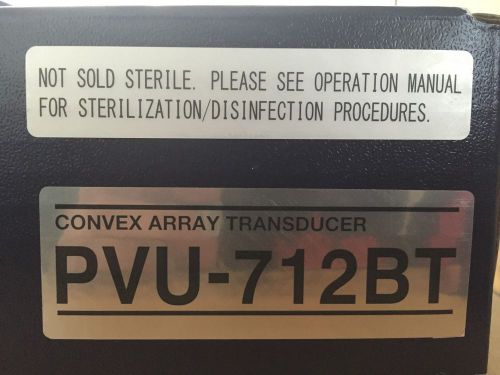 NOT SOLD STERILE. PLEASE SEE OPERATION MANUAL
FOR STERILIZATION/DISINFECTION PROCEDURES.
CONVEX ARRAY TRANSDUCER
PVU-712BT